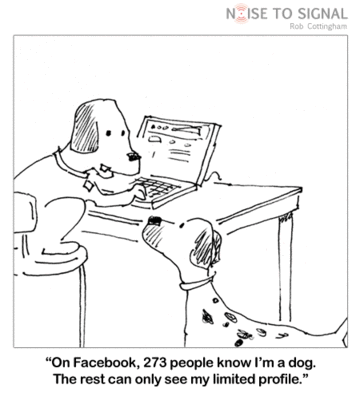 NOISE TO SIGNAL
Rob Cottingham
“On Facebook, 273 people know I’m a dog.
The rest can only see my limited profile.”